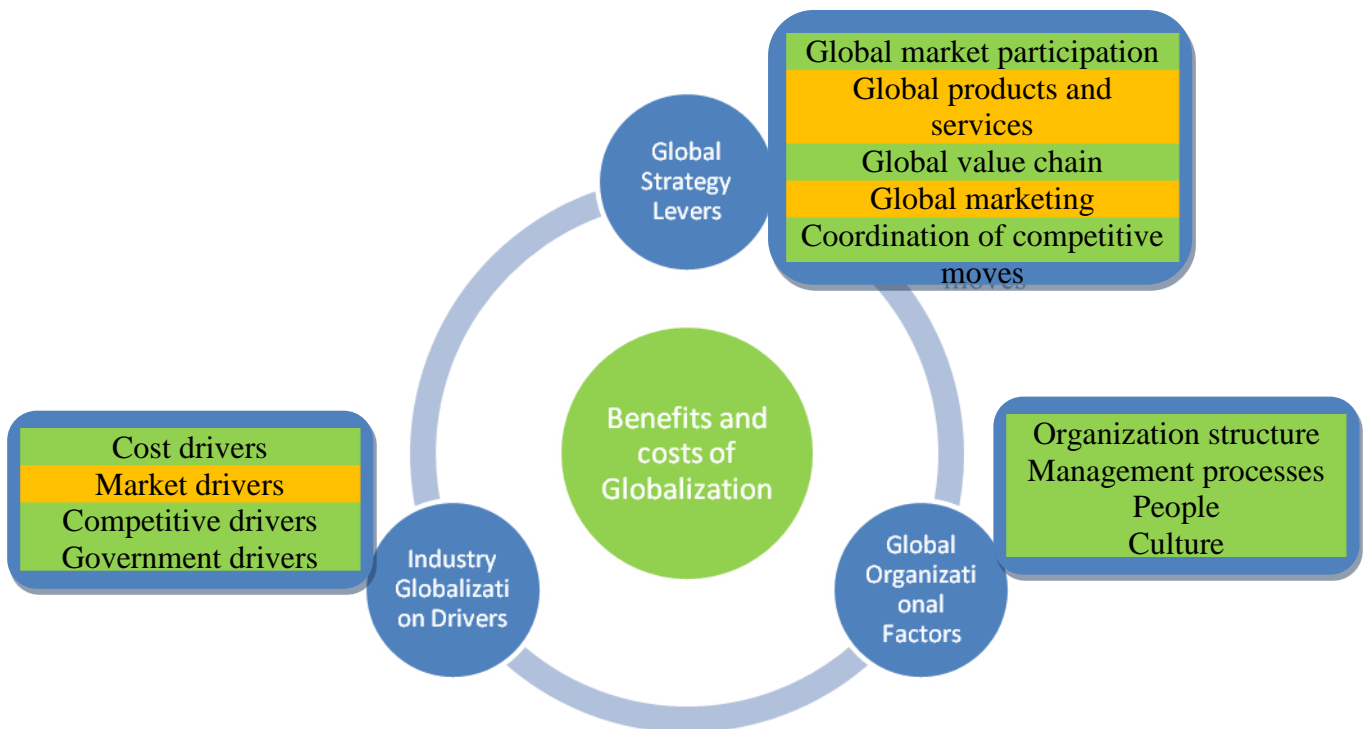 Global market participation
Global products and
services
Global value chain
Global marketing
Coordination of competitive
moves
Global
Strategy
Levers
Benefits and
costs of
Globalization
Cost drivers
Market drivers
Competitive drivers
Government drivers
Industry
Globalizati
on Drivers
Organization structure
Management processes
People
Culture
Global
Organizati
onal
Factors